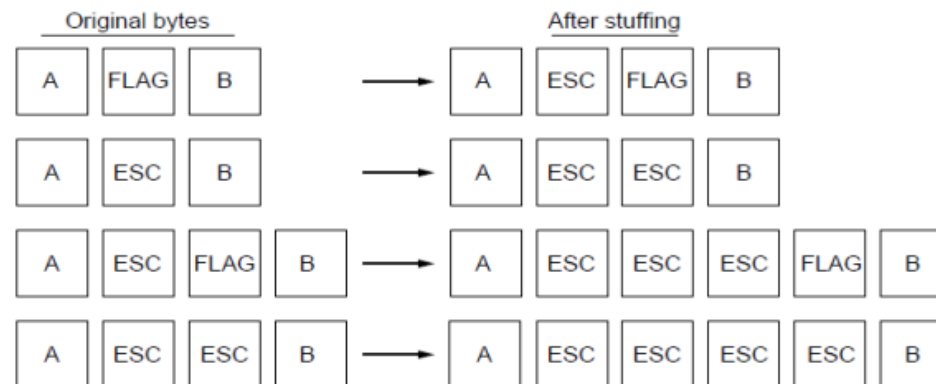 Original bytes After stuffing
A FLAG B A ESC FLAG B
A ESC B A ESC ESC B
A ESC FLAG B A ESC ESC ESC FLAG B
A ESC ESC B A ESC ESC ESC ESC B